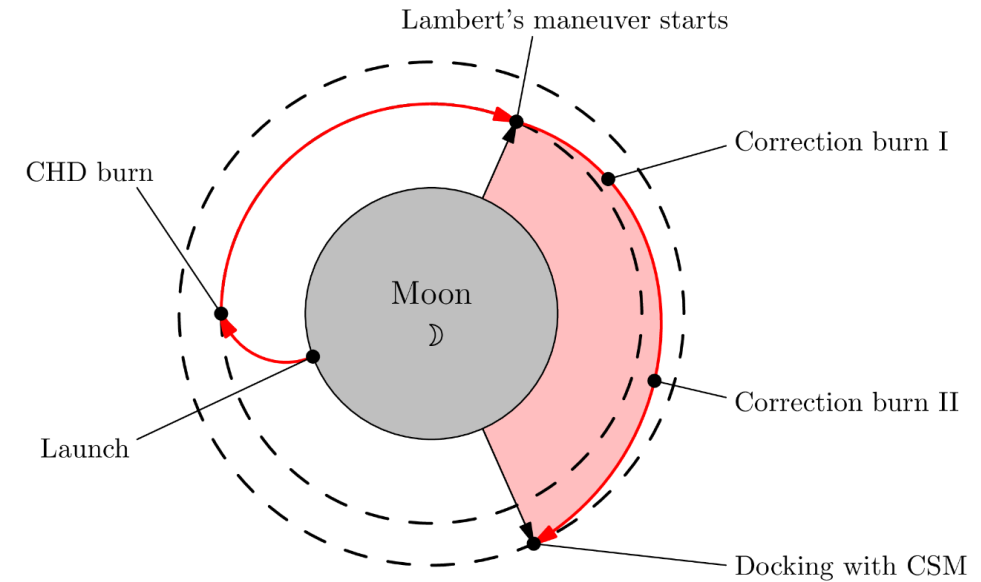 Lambert's maneuver starts
Correction burn I
CHD burn
Moon
☽
Correction burn II
Launch
Docking with CSM